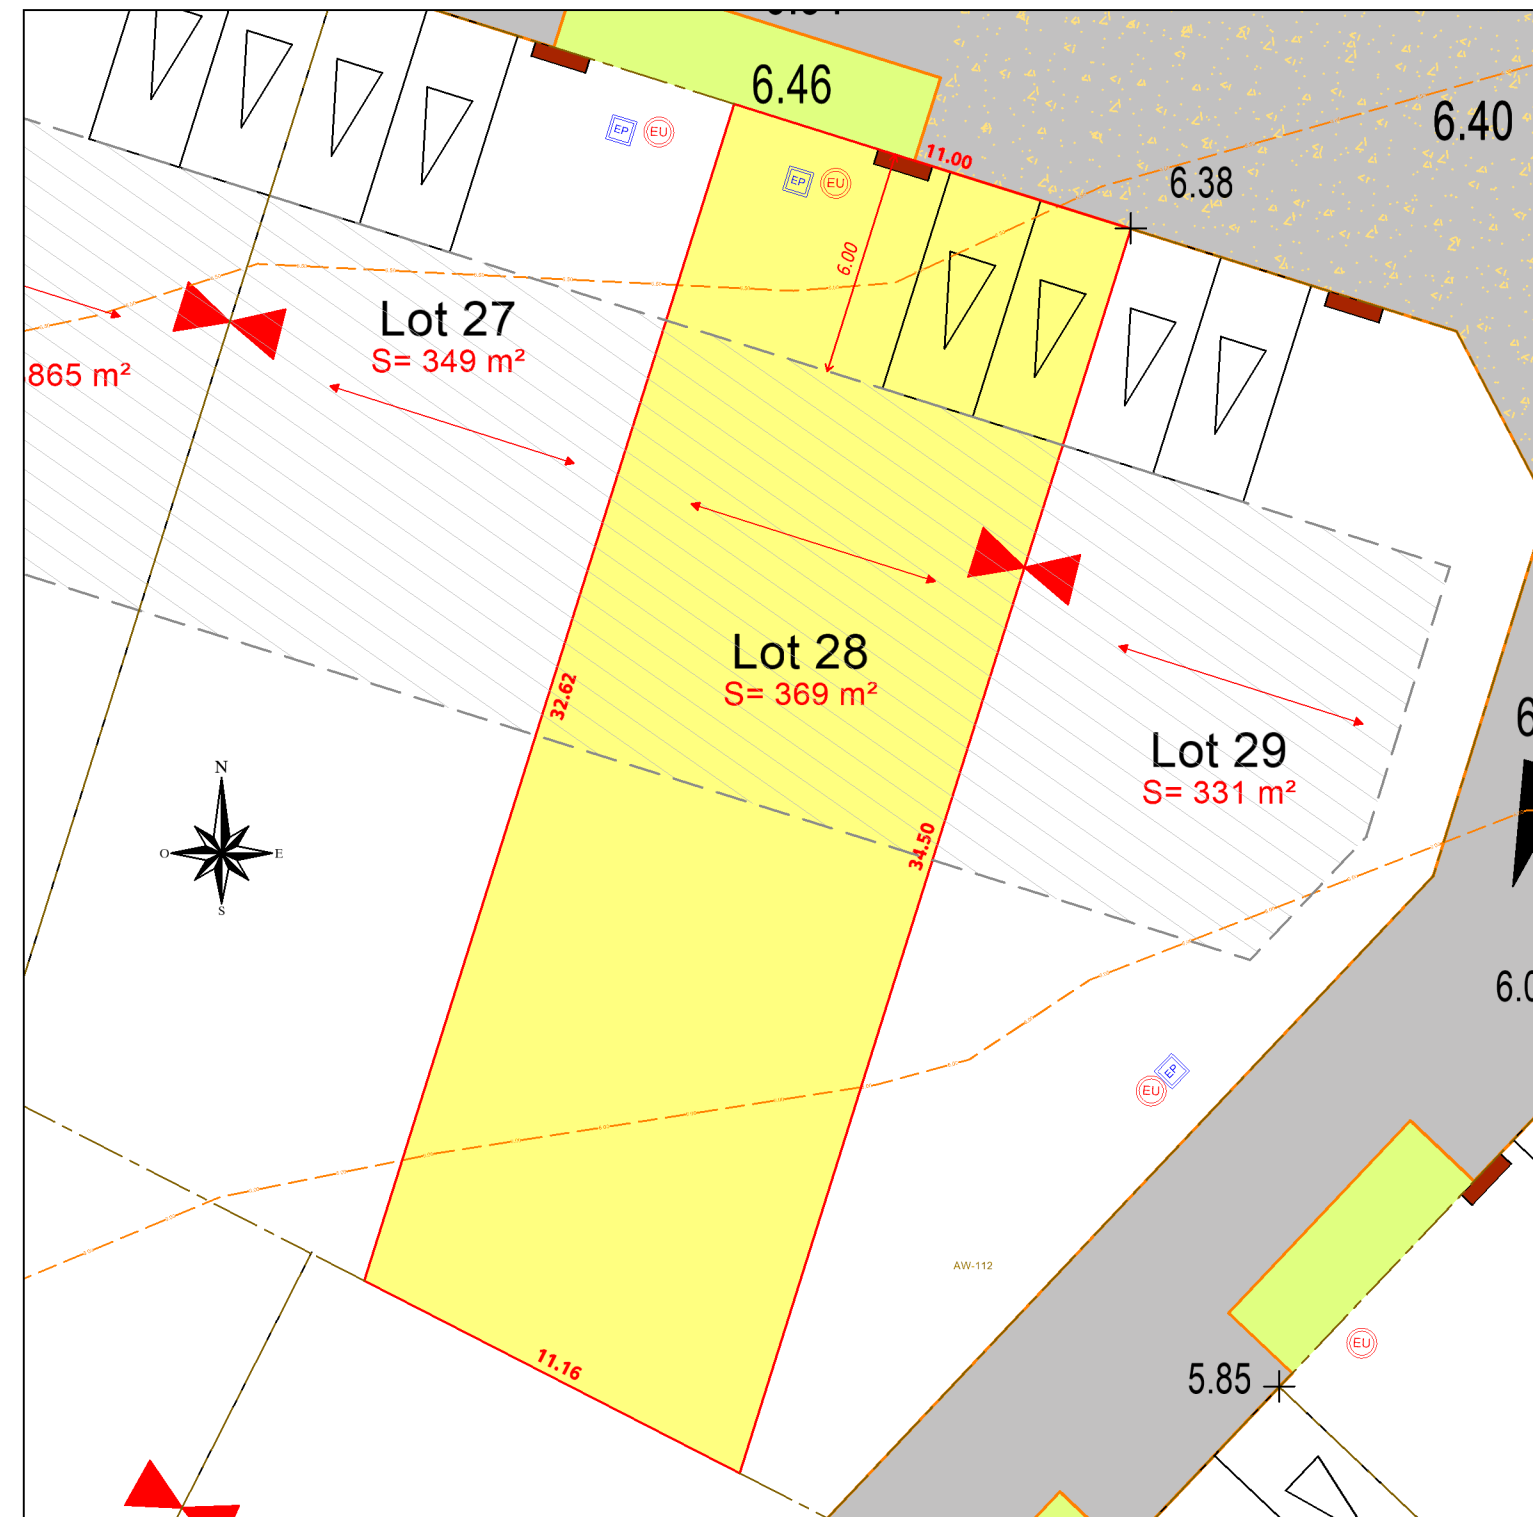 6.46
6.40
EP
EU
11.00
EP
EU
6.38
6.00
Lot 27
S= 349 m²
865 m²
Lot 28
S= 369 m²
32.62
Lot 29
S= 331 m²
N
O
E
S
34.50
EP
EU
AW-112
11.16
EU
5.85